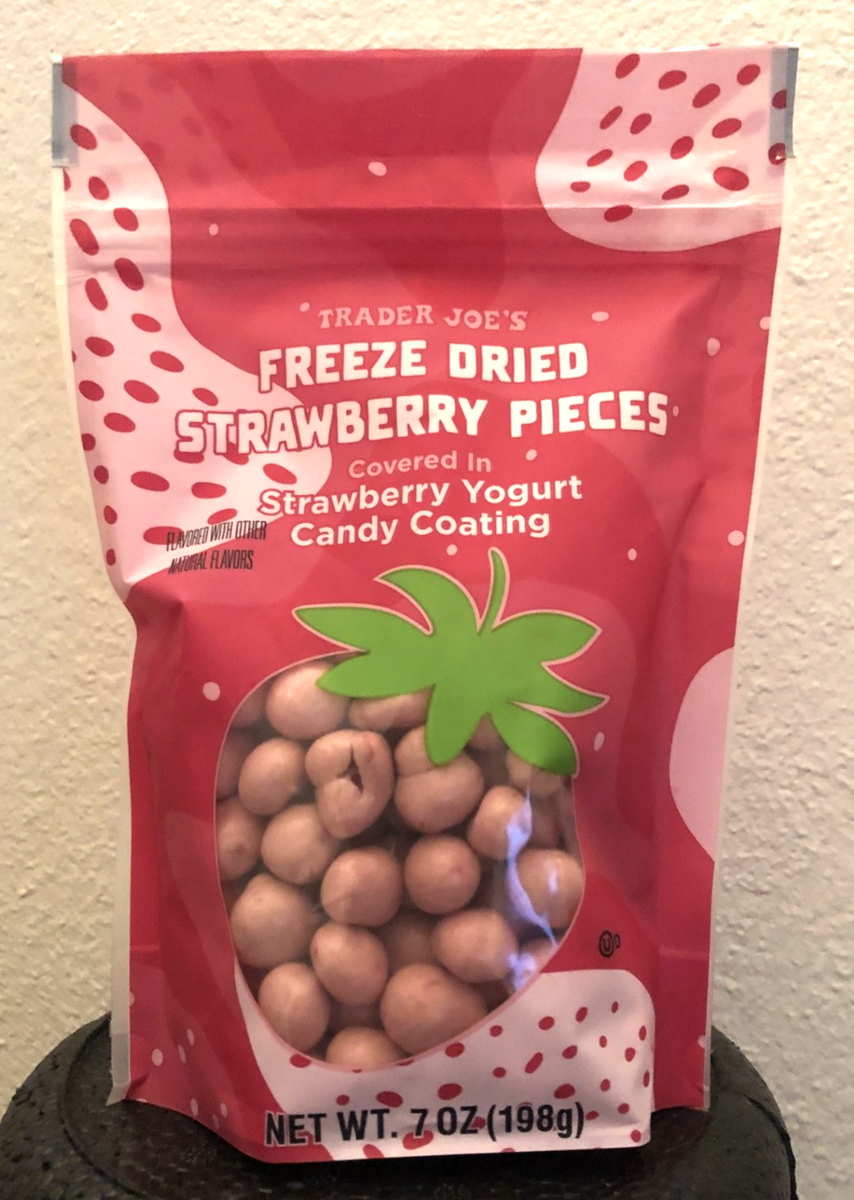 TRADER JOE'S
FREEZE DRIED
STRAWBERRY PIECES
Covered In
Strawberry Yogurt
Candy Coating
FLAVORED WITH OTHER
NATURAL FLAVORS
U D
NET WT. 7 OZ (198g)